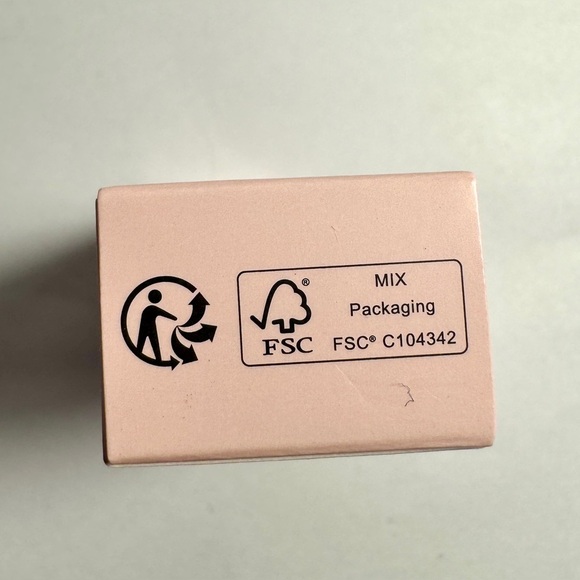 ®
FSC
MIX
Packaging
FSC® C104342